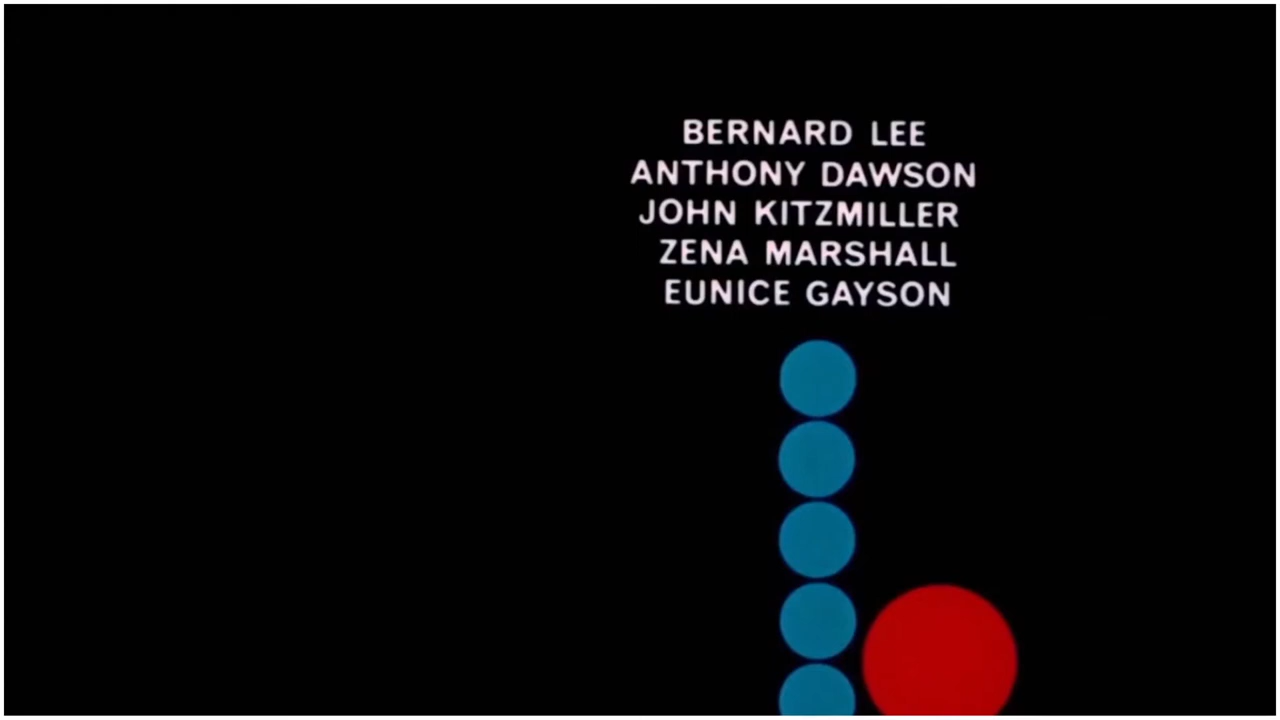 BERNARD LEE
ANTHONY DAWSON
JOHN KITZMILLER
ZENA MARSHALL
EUNICE GAYSON